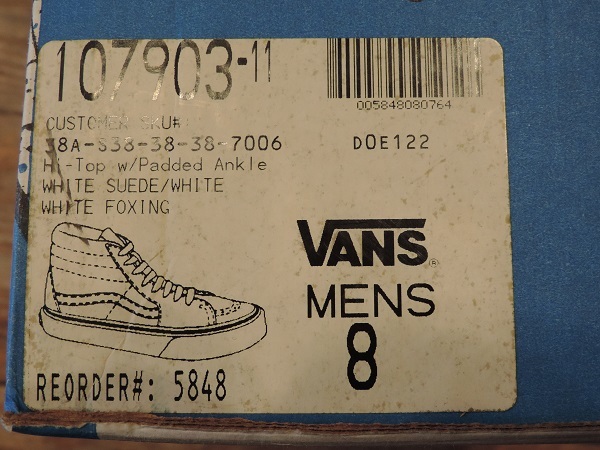 107903-11
005848080764
CUSTOMER SKU#:
38A-S38-38-38-7006
DOE122
Hi-Top w/Padded Ankle
WHITE SUEDE/WHITE
WHITE FOXING
VANS®
MENS
8
REORDER#: 5848